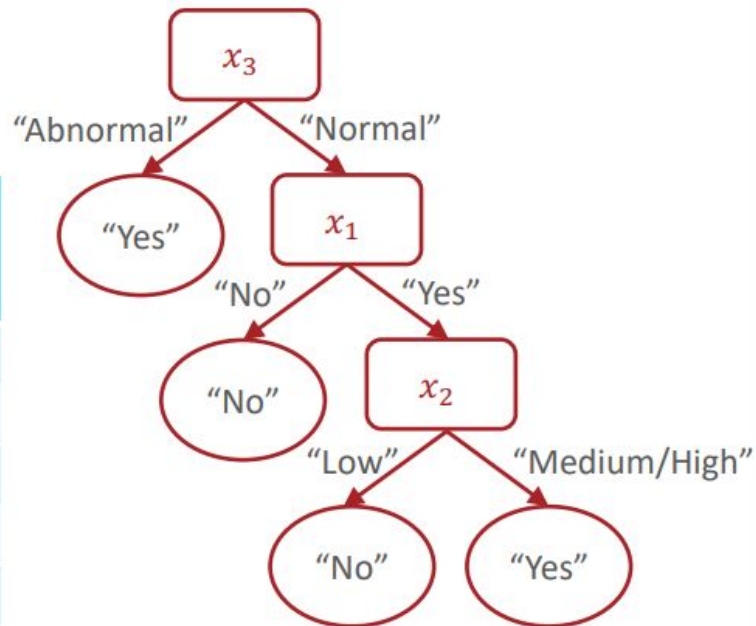 x₃
“Abnormal” “Normal”
“Yes” x₁
“No” “Yes”
“No” x₂
“Low” “Medium/High”
“No” “Yes”